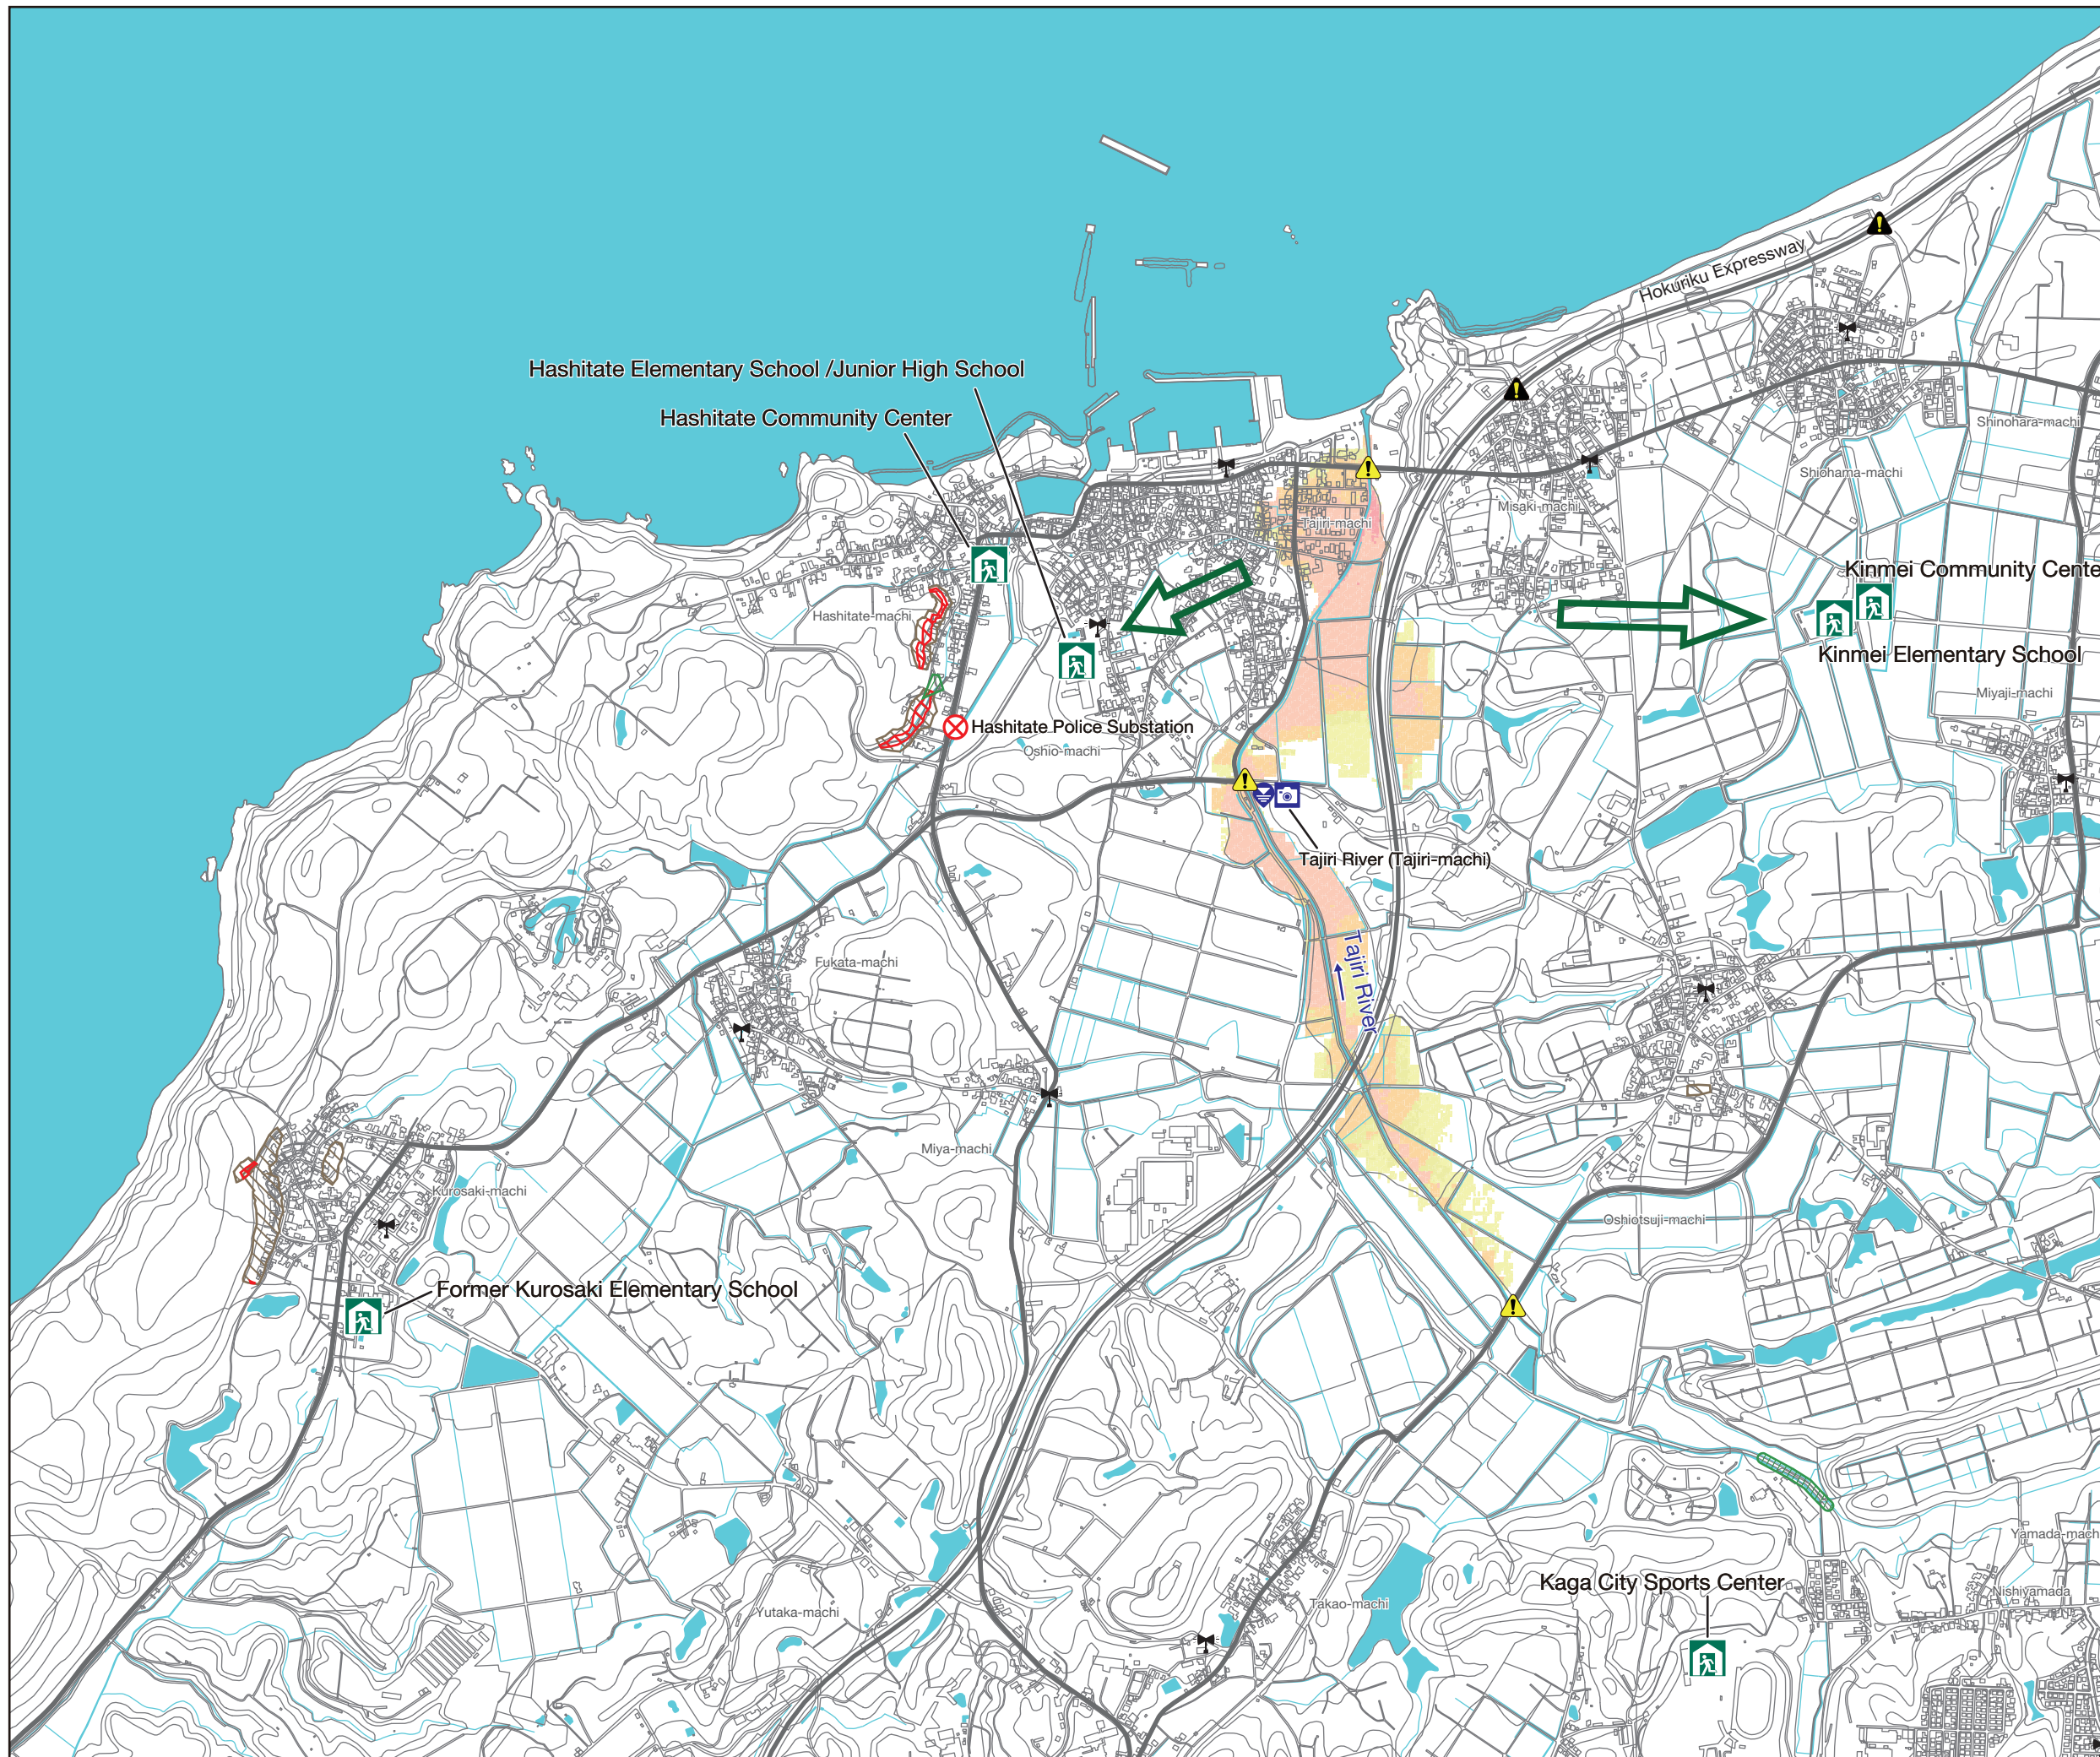 Hokuriku Expressway
Hashitate Elementary School /Junior High School
Hashitate Community Center
Shinohara-machi
Shiohama-machi
Misaki-machi
Tajiri-machi
Kinmei Community Cente
Hashitate-machi
Kinmei Elementary School
Miyaji-machi
Hashitate Police Substation
Oshio-machi
Tajiri River (Tajiri-machi)
Tajiri River
Fukata-machi
Miya-machi
Kurosaki-machi
Oshiotsuji-machi
Former Kurosaki Elementary School
Yamada-mach
Kaga City Sports Center
Nishiyamada
Takao-machi
Yutaka-machi